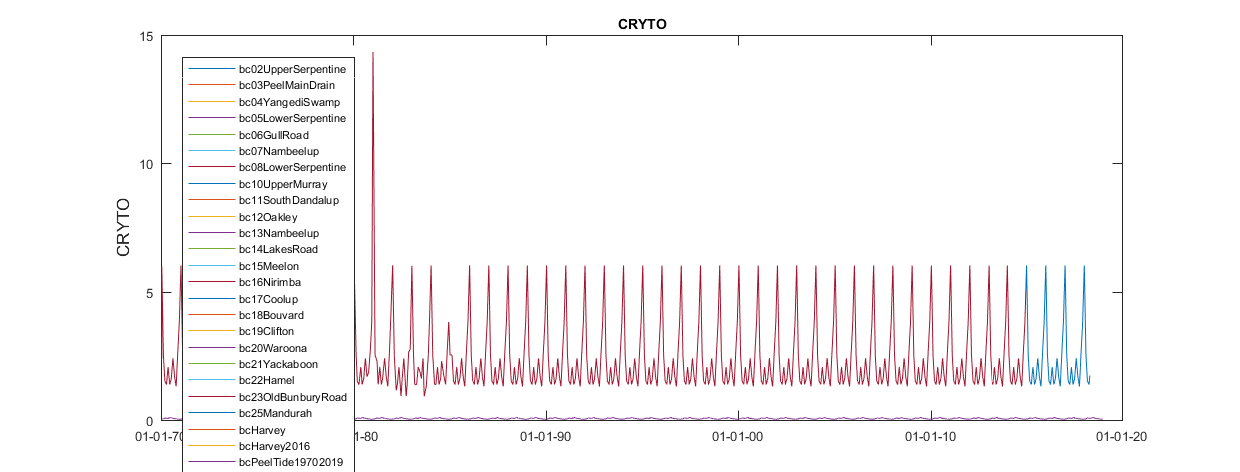 CRYTO
15
10
5
0
CRYTO
bc02UpperSerpentine
bc03PeelMainDrain
bc04YangediSwamp
bc05LowerSerpentine
bc06GullRoad
bc07Nambeelup
bc08LowerSerpentine
bc10UpperMurray
bc11SouthDandalup
bc12Oakley
bc13Nambeelup
bc14LakesRoad
bc15Meelon
bc16Nirimba
bc17Coolup
bc18Bouvard
bc19Clifton
bc20Waroona
bc21Yackaboon
bc22Hamel
bc23OldBunburyRoad
bc25Mandurah
bcHarvey
bcHarvey2016
bcPeelTide19702019
01-01-70 1-80 01-01-90 01-01-00 01-01-10 01-01-20